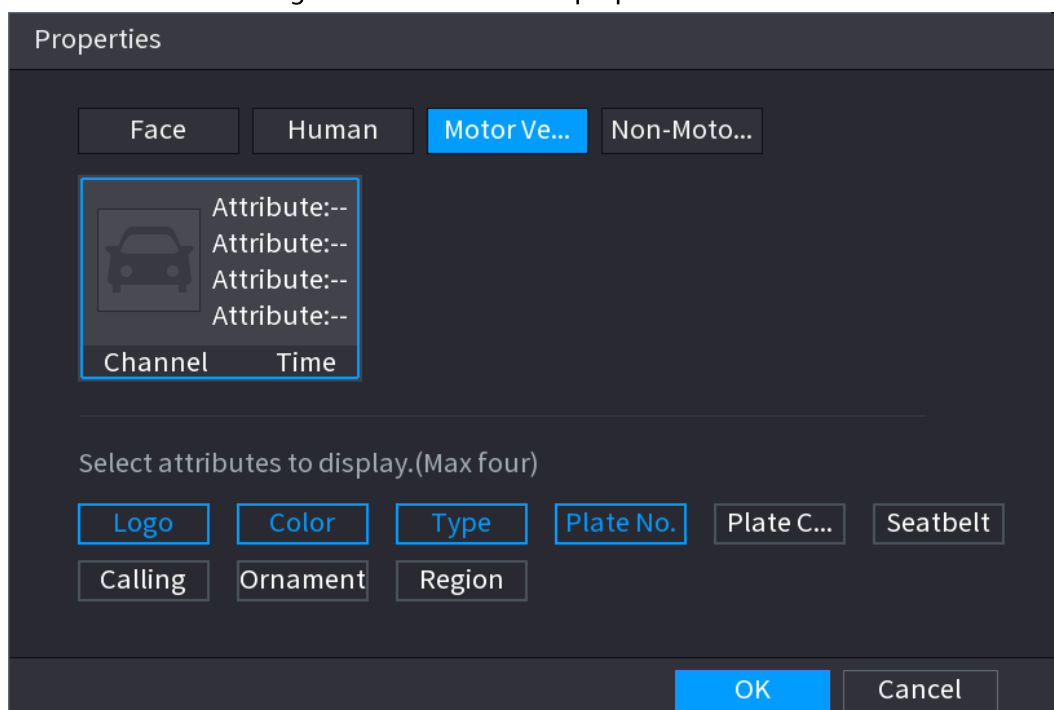 Properties
Face Human Motor Ve... Non-Moto...
Attribute:--
Attribute:--
Attribute:--
Attribute:--
Channel Time
Select attributes to display.(Max four)
Logo Color Type Plate No. Plate C... Seatbelt
Calling Ornament Region
OK Cancel